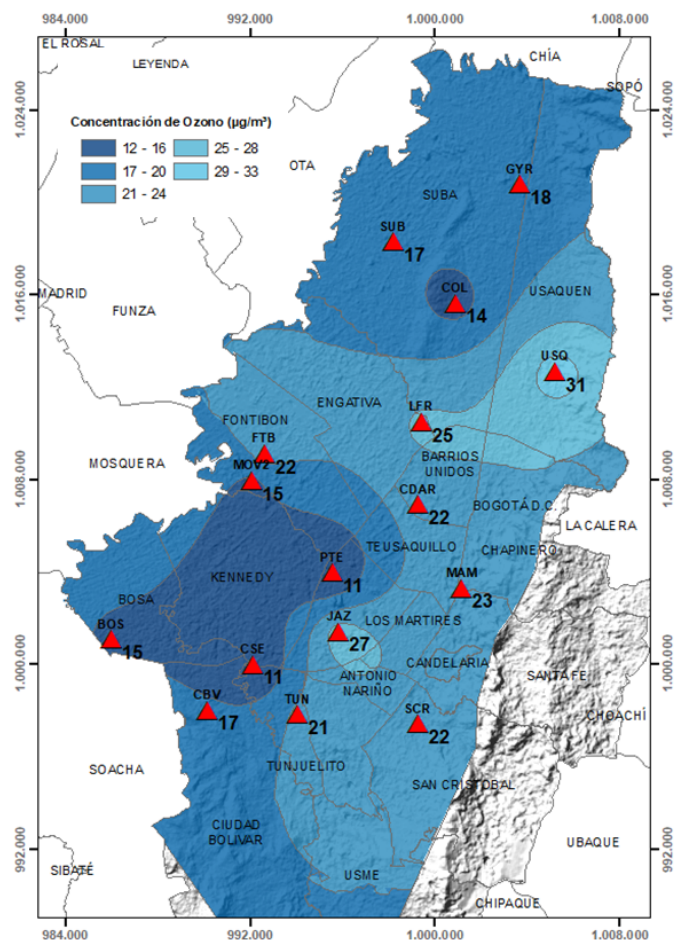 984.000 992.000 1.000.000 1.008.000
EL ROSAL
LEYENDA
CHÍA
SOPÓ
1.024.000 1.024.000
Concentración de Ozono (µg/m³)
12 - 16 25 - 28
17 - 20 29 - 33
21 - 24
OTA
GYR
18
SUBA
SUB
17
MADRID
1.016.000 1.016.000
COL
14
USAQUEN
FUNZA
USQ
31
ENGATIVA
LFR
25
FONTIBON
FTB
22
BARRIOS
UNIDOS
MOSQUERA
MOV2
15
1.008.000 1.008.000
CDAR
22
BOGOTÁ D.C.
LA CALERA
TEUSAQUILLO
CHAPINERO
PTE
11
KENNEDY
MAM
23
BOSA
BOS
15
JAZ
27
LOS MARTIRES
1.000.000 1.000.000
CSE
11
CANDELARIA
SANTA FE
ANTONIO
NARIÑO
CBV
17
TUN
21
SCR
22
CHOACHÍ
SOACHA
TUNJUELITO
SAN CRISTOBAL
CIUDAD
BOLIVAR
UBAQUE
992.000 992.000
SIBATÉ
USME
CHIPAQUE
984.000 992.000 1.000.000 1.008.000